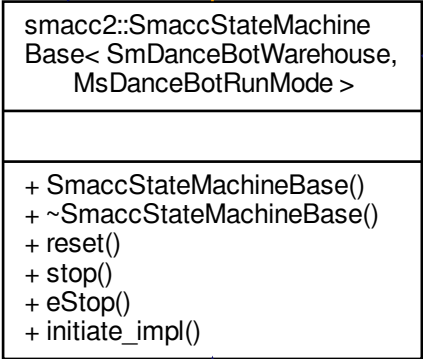 smacc2::SmaccStateMachine
Base< SmDanceBotWarehouse,
MsDanceBotRunMode >
+ SmaccStateMachineBase()
+ ~SmaccStateMachineBase()
+ reset()
+ stop()
+ eStop()
+ initiate_impl()